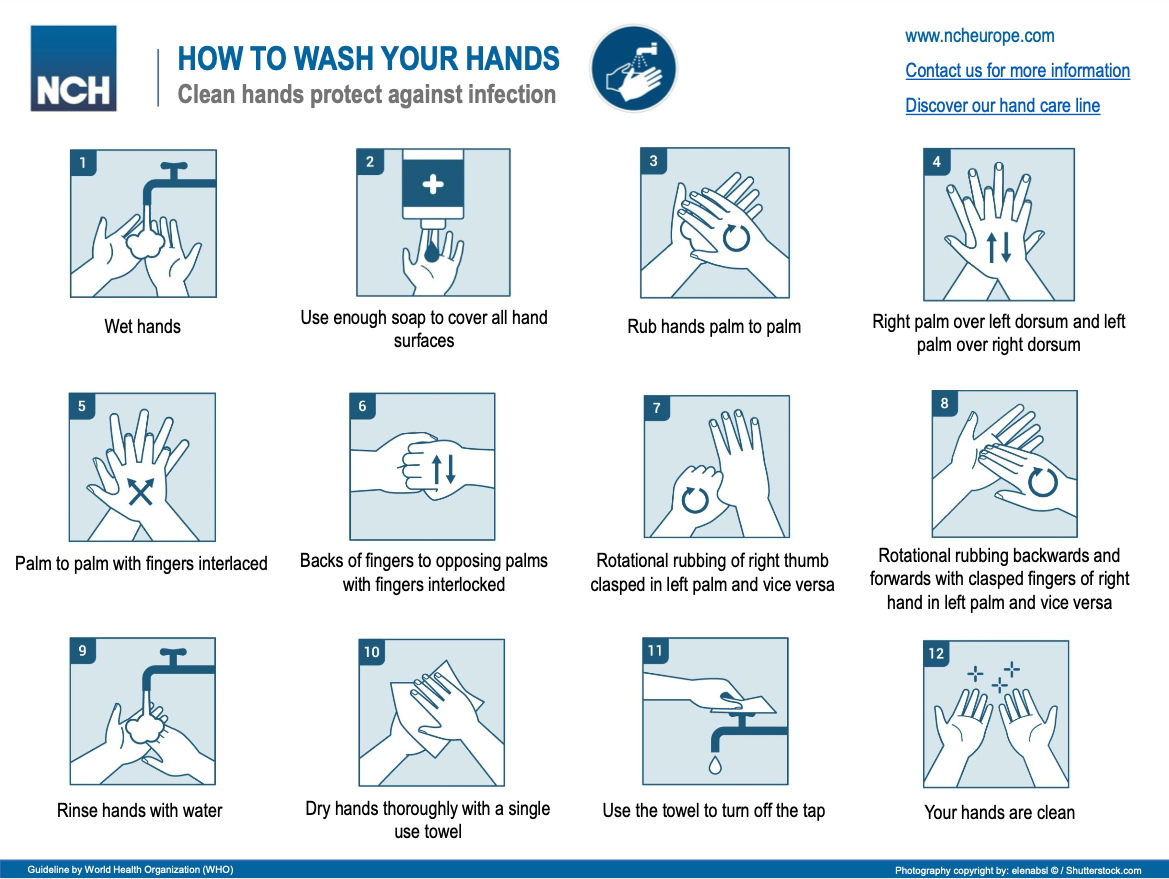 NCH
HOW TO WASH YOUR HANDS
Clean hands protect against infection
www.ncheurope.com
Contact us for more information
Discover our hand care line
1
Wet hands
2
Use enough soap to cover all hand
surfaces
3
Rub hands palm to palm
4
Right palm over left dorsum and left
palm over right dorsum
5
Palm to palm with fingers interlaced
6
Backs of fingers to opposing palms
with fingers interlocked
7
Rotational rubbing of right thumb
clasped in left palm and vice versa
8
Rotational rubbing backwards and
forwards with clasped fingers of right
hand in left palm and vice versa
9
Rinse hands with water
10
Dry hands thoroughly with a single
use towel
11
Use the towel to turn off the tap
12
Your hands are clean
Guideline by World Health Organization (WHO)
Photography copyright by: elenabsl © / Shutterstock.com